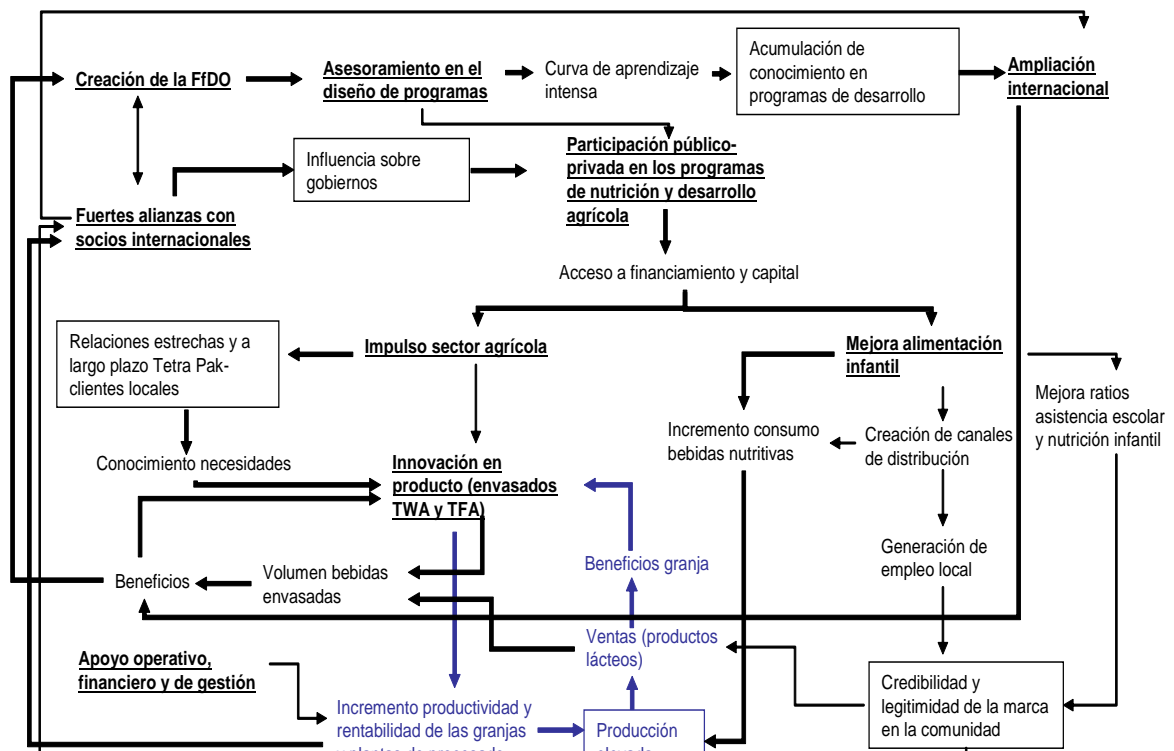 Creación de la FfDO
Asesoramiento en el
diseño de programas
Curva de aprendizaje
intensa
Acumulación de
conocimiento en
programas de desarrollo
Ampliación
internacional
Influencia sobre
gobiernos
Participación público-
privada en los programas
de nutrición y desarrollo
agrícola
Fuertes alianzas con
socios internacionales
Acceso a financiamiento y capital
Relaciones estrechas y a
largo plazo Tetra Pak-
clientes locales
Impulso sector agrícola
Mejora alimentación
infantil
Mejora ratios
asistencia escolar
y nutrición infantil
Incremento consumo
bebidas nutritivas
Creación de canales
de distribución
Conocimiento necesidades
Innovación en
producto (envasados
TWA y TFA)
Generación de
empleo local
Beneficios
Volumen bebidas
envasadas
Beneficios granja
Ventas (productos
lácteos)
Apoyo operativo,
financiero y de gestión
Incremento productividad y
rentabilidad de las granjas
Producción
Credibilidad y
legitimidad de la marca
en la comunidad